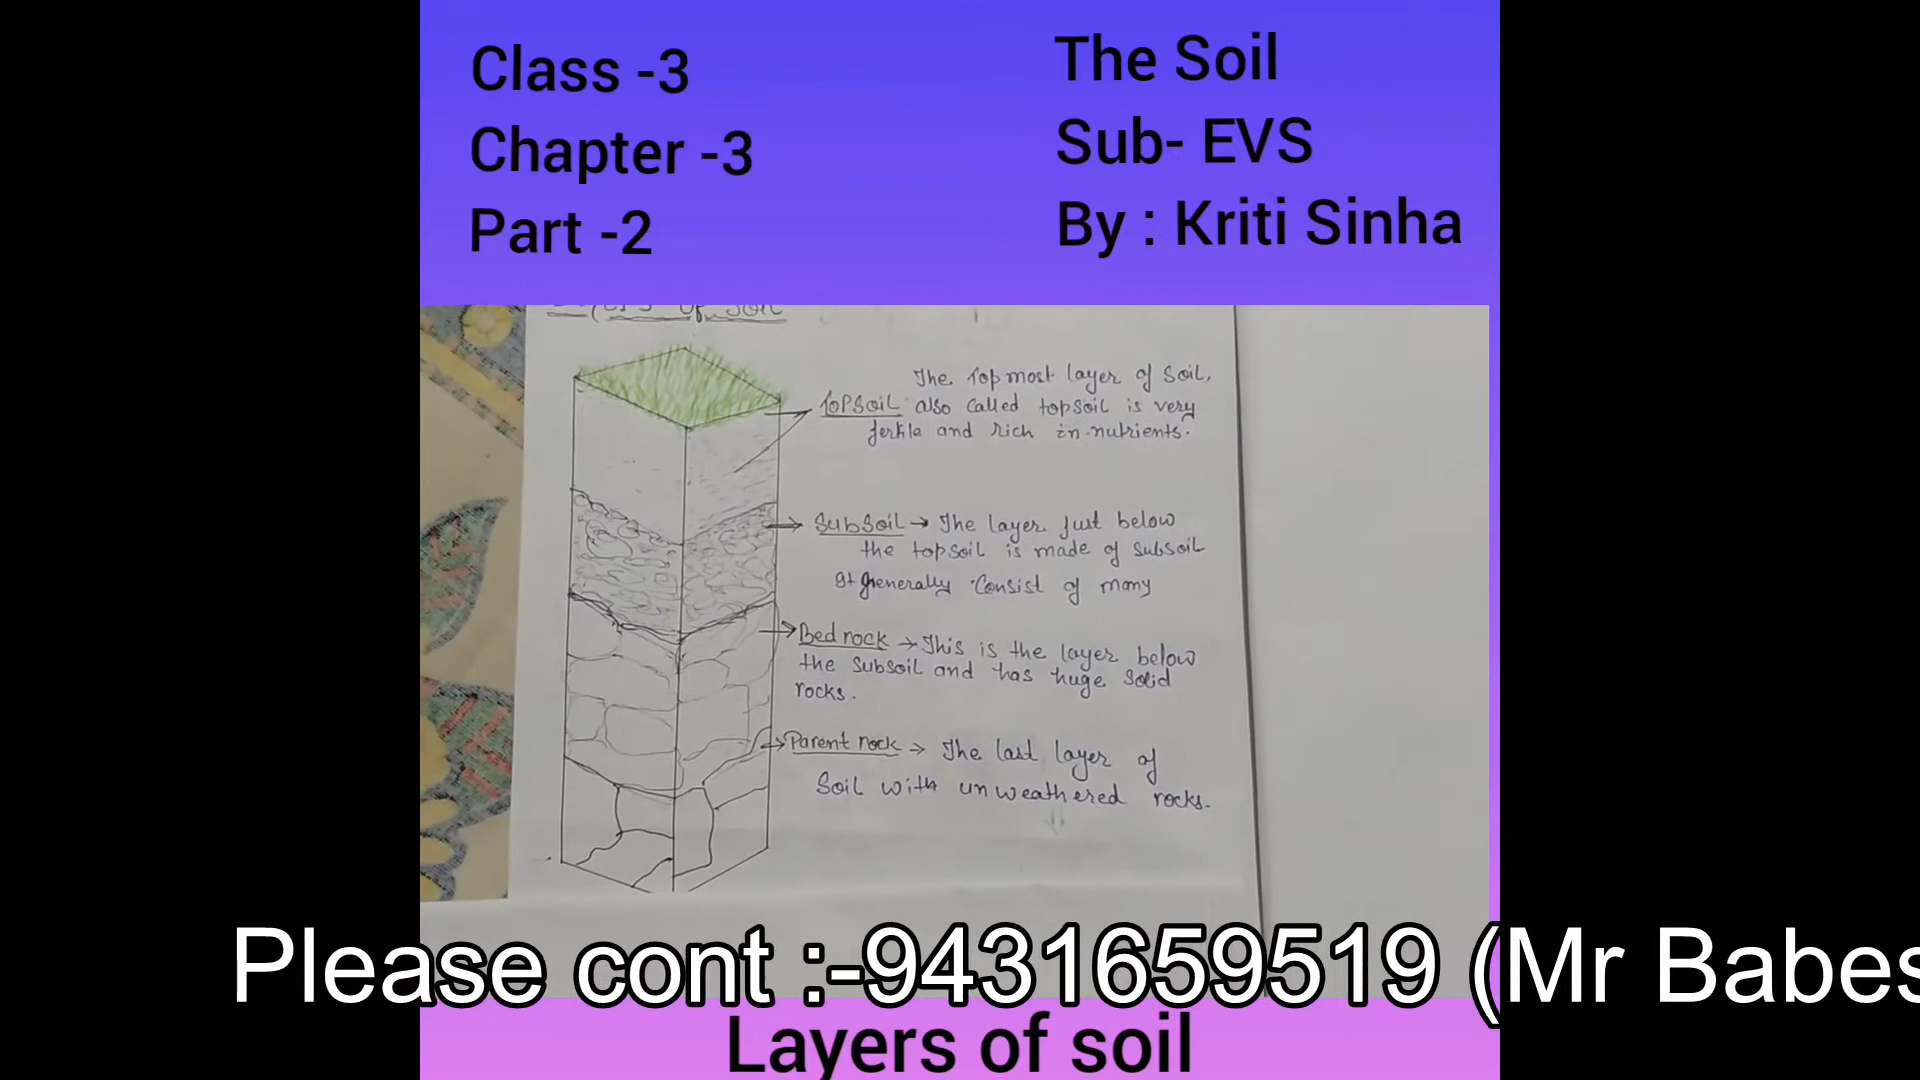 Class -3
Chapter -3
Part -2
The Soil
Sub- EVS
By : Kriti Sinha
of Soil
The Top most layer of Soil,
TOPSOIL also called topsoil is very
fertile and rich in nutrients.
SubSoil → The layer just below
the topsoil is made of subsoil
It generally Consist of many
Bed rock → This is the layer below
the subsoil and has huge solid
rocks.
Parent rock → The last layer of
Soil with unweathered rocks.
Please cont :-9431659519 (Mr Babes
Layers of soil